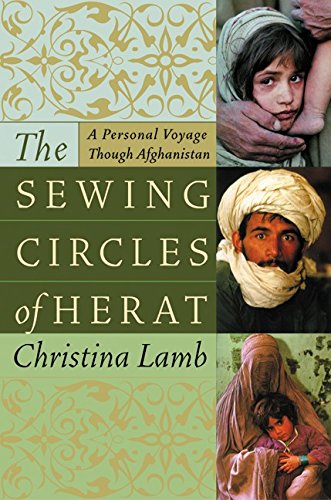 The
A Personal Voyage
Though Afghanistan
SEWING
CIRCLES
of HERAT
Christina Lamb